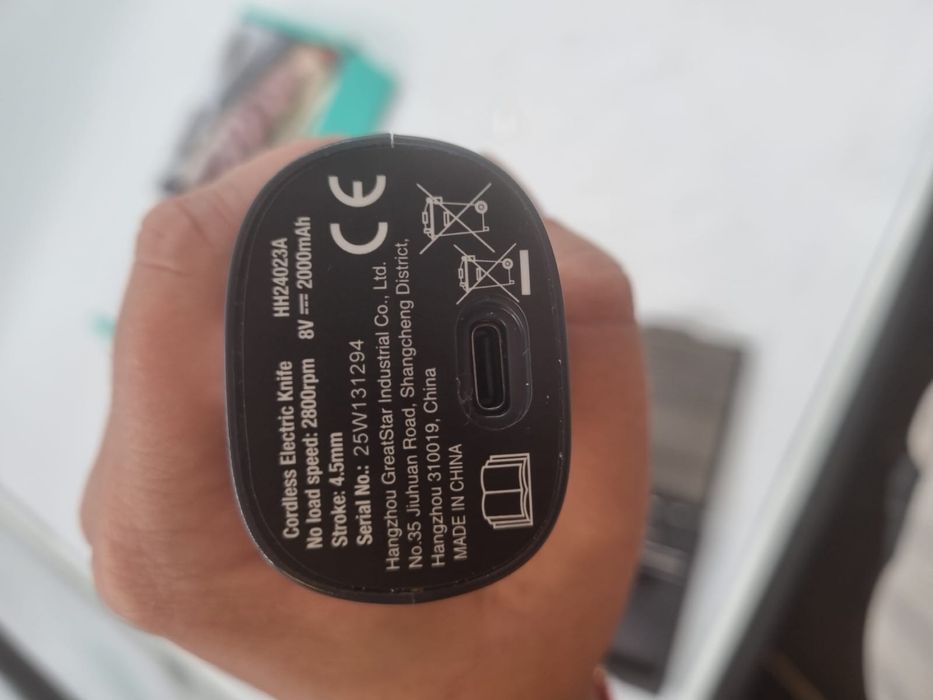 Cordless Electric Knife HH24023A
No load speed: 2800rpm 8V 2000mAh
Stroke: 4.5mm
Serial No.: 25W131294
Hangzhou GreatStar Industrial Co., Ltd.
No.35 Jiuhuan Road, Shangcheng District,
Hangzhou 310019, China
MADE IN CHINA
CE